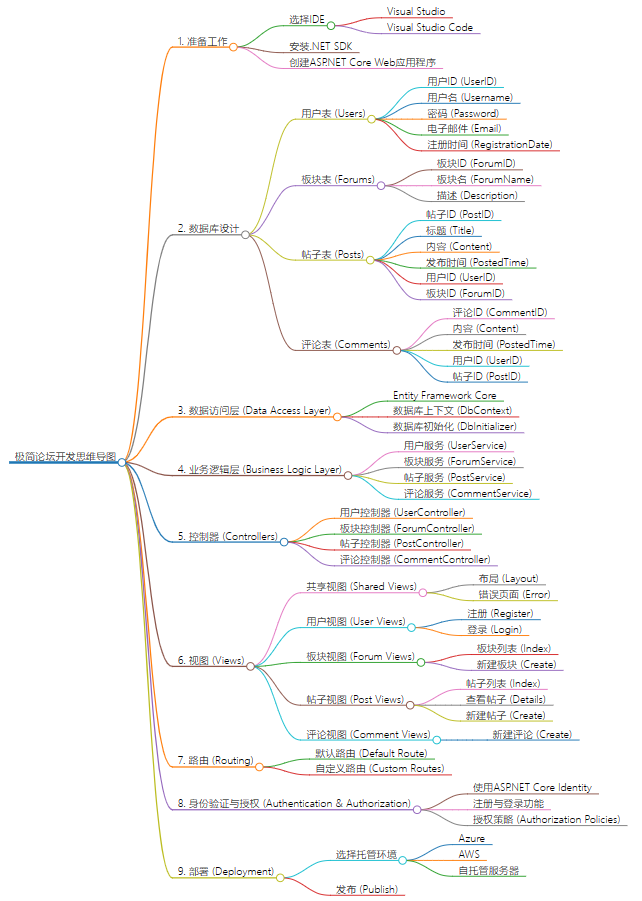 极简论坛开发思维导图
1. 准备工作
选择IDE
Visual Studio
Visual Studio Code
安装.NET SDK
创建ASP.NET Core Web应用程序
2. 数据库设计
用户表 (Users)
用户ID (UserID)
用户名 (Username)
密码 (Password)
电子邮件 (Email)
注册时间 (RegistrationDate)
板块表 (Forums)
板块ID (ForumID)
板块名 (ForumName)
描述 (Description)
帖子表 (Posts)
帖子ID (PostID)
标题 (Title)
内容 (Content)
发布时间 (PostedTime)
用户ID (UserID)
板块ID (ForumID)
评论表 (Comments)
评论ID (CommentID)
内容 (Content)
发布时间 (PostedTime)
用户ID (UserID)
帖子ID (PostID)
3. 数据访问层 (Data Access Layer)
Entity Framework Core
数据库上下文 (DbContext)
数据库初始化 (DbInitializer)
4. 业务逻辑层 (Business Logic Layer)
用户服务 (UserService)
板块服务 (ForumService)
帖子服务 (PostService)
评论服务 (CommentService)
5. 控制器 (Controllers)
用户控制器 (UserController)
板块控制器 (ForumController)
帖子控制器 (PostController)
评论控制器 (CommentController)
6. 视图 (Views)
共享视图 (Shared Views)
布局 (Layout)
错误页面 (Error)
用户视图 (User Views)
注册 (Register)
登录 (Login)
板块视图 (Forum Views)
板块列表 (Index)
新建板块 (Create)
帖子视图 (Post Views)
帖子列表 (Index)
查看帖子 (Details)
新建帖子 (Create)
评论视图 (Comment Views)
新建评论 (Create)
7. 路由 (Routing)
默认路由 (Default Route)
自定义路由 (Custom Routes)
8. 身份验证与授权 (Authentication & Authorization)
使用ASP.NET Core Identity
注册与登录功能
授权策略 (Authorization Policies)
9. 部署 (Deployment)
选择托管环境
Azure
AWS
自托管服务器
发布 (Publish)